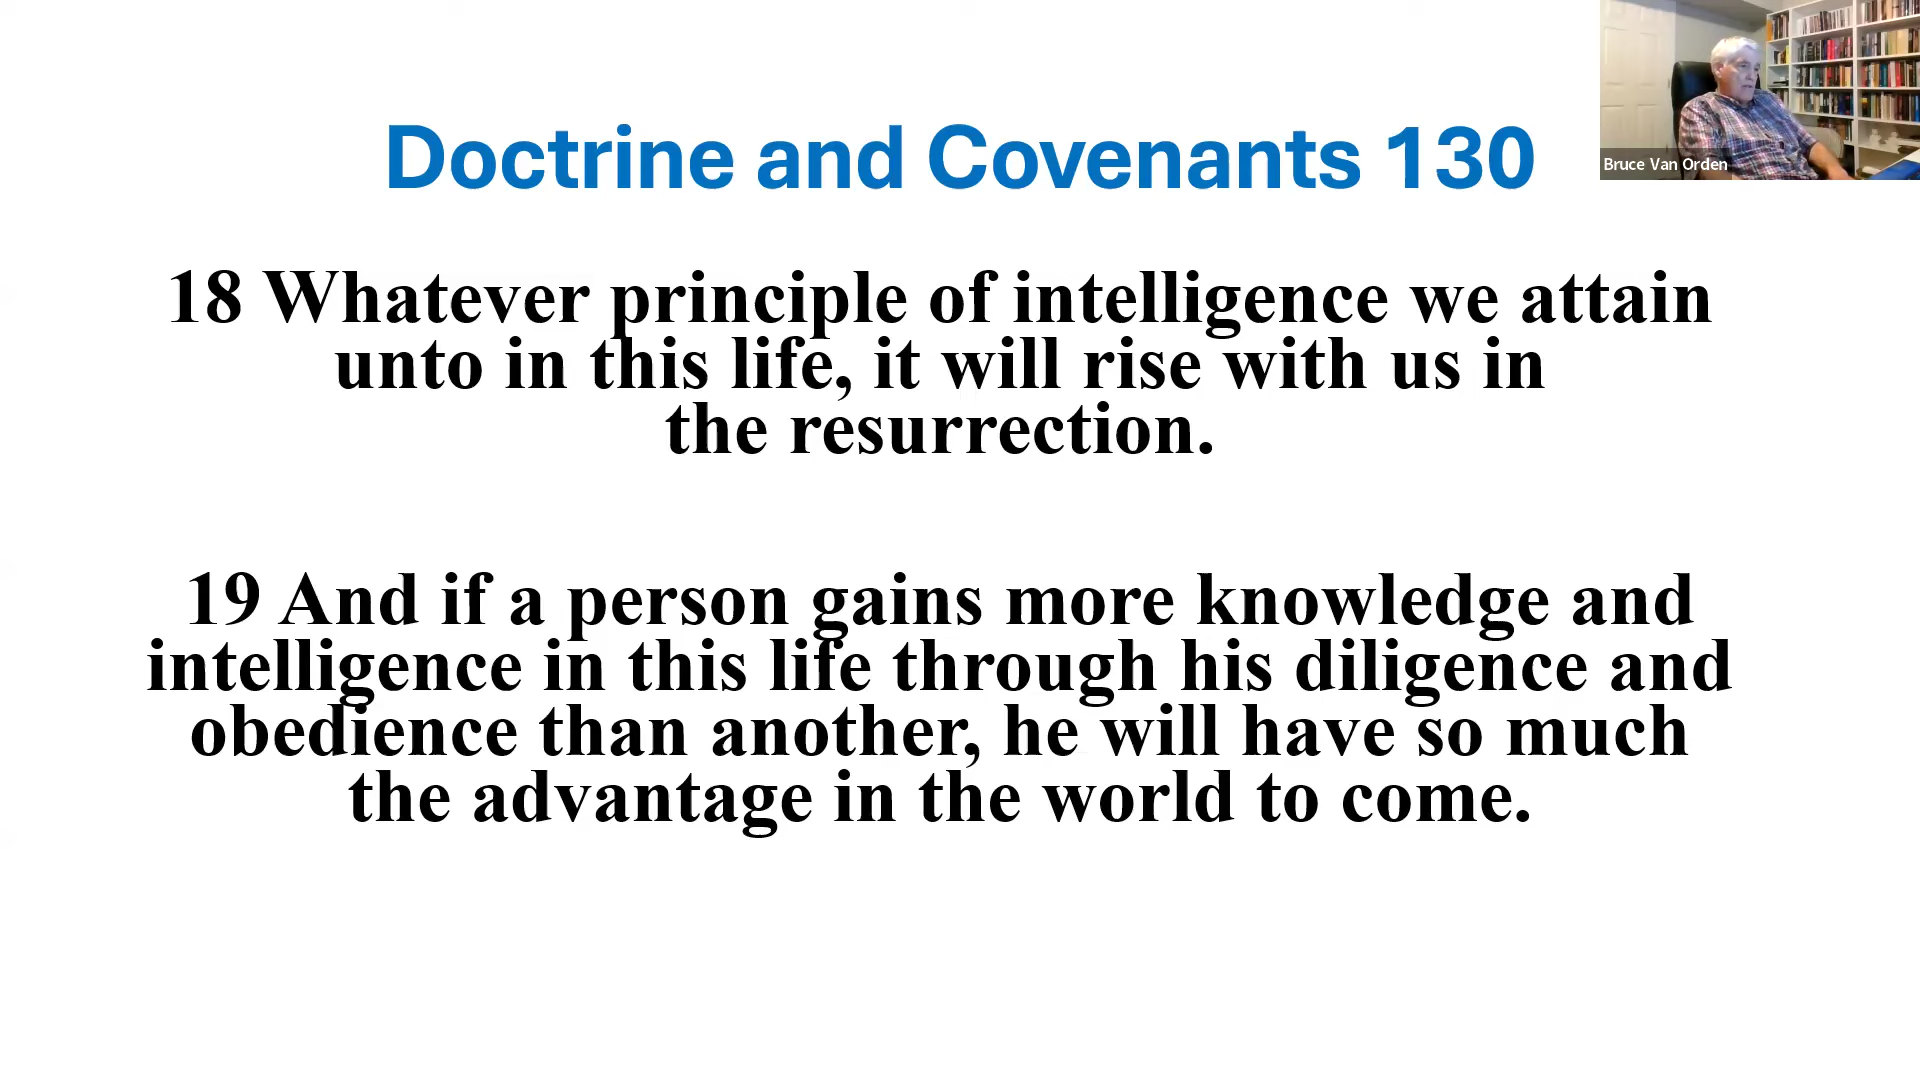 Doctrine and Covenants 130
Bruce Van Orden
18 Whatever principle of intelligence we attain
unto in this life, it will rise with us in
the resurrection.
19 And if a person gains more knowledge and
intelligence in this life through his diligence and
obedience than another, he will have so much
the advantage in the world to come.